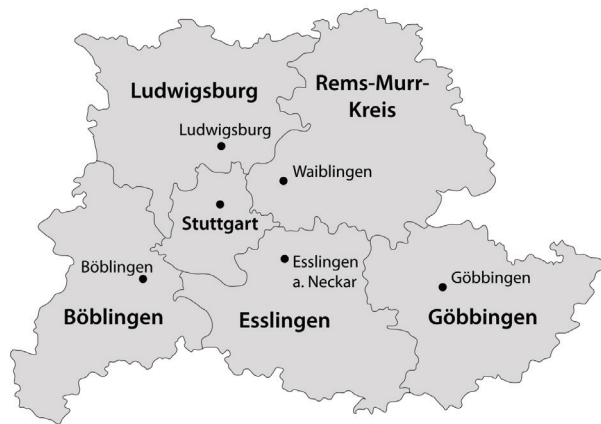 Ludwigsburg
Rems-Murr-
Kreis
Ludwigsburg
Waiblingen
Stuttgart
Böblingen
Esslingen
a. Neckar
Göbbingen
Böblingen
Esslingen
Göbbingen